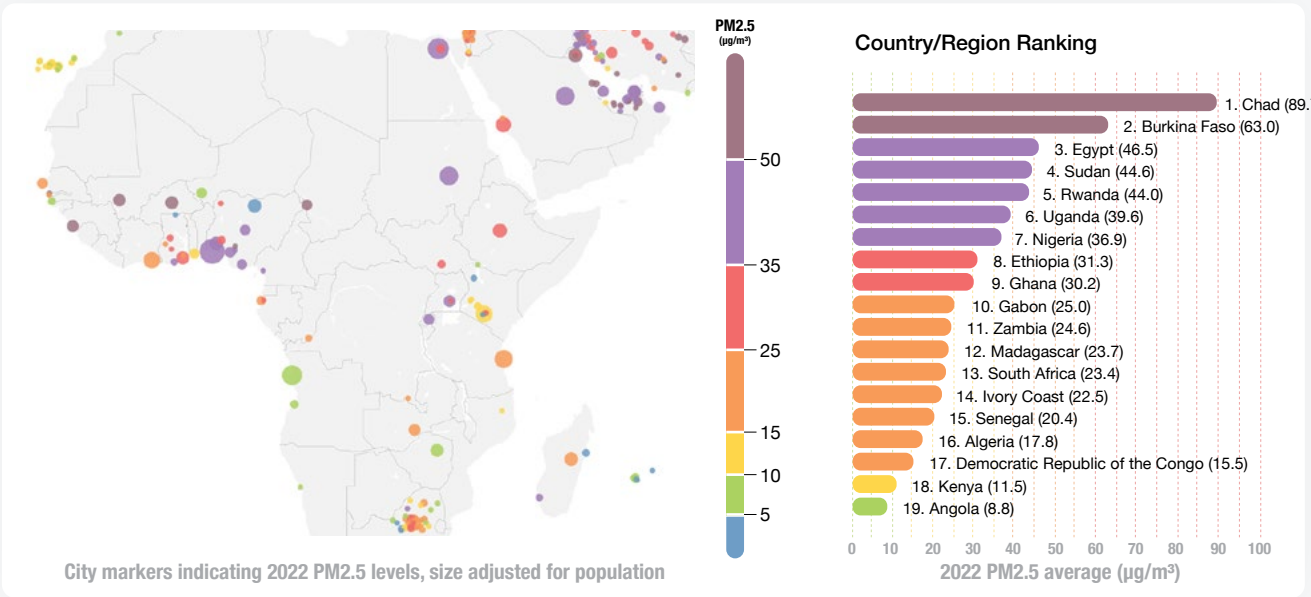 PM2.5
(µg/m³)
50
35
25
15
10
5
City markers indicating 2022 PM2.5 levels, size adjusted for population
Country/Region Ranking
1. Chad (89.
2. Burkina Faso (63.0)
3. Egypt (46.5)
4. Sudan (44.6)
5. Rwanda (44.0)
6. Uganda (39.6)
7. Nigeria (36.9)
8. Ethiopia (31.3)
9. Ghana (30.2)
10. Gabon (25.0)
11. Zambia (24.6)
12. Madagascar (23.7)
13. South Africa (23.4)
14. Ivory Coast (22.5)
15. Senegal (20.4)
16. Algeria (17.8)
17. Democratic Republic of the Congo (15.5)
18. Kenya (11.5)
19. Angola (8.8)
0 10 20 30 40 50 60 70 80 90 100
2022 PM2.5 average (µg/m³)